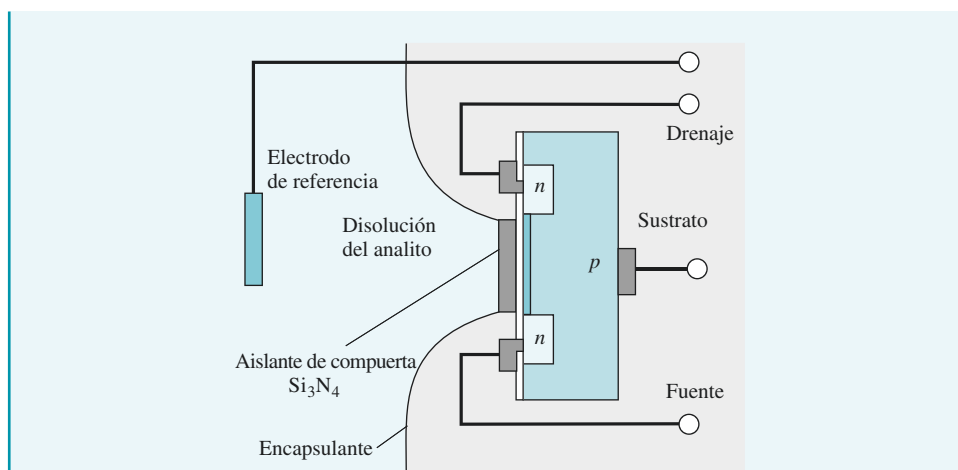 Drenaje
Electrodo
de referencia
n
Disolución
del analito
Sustrato
p
n
Aislante de compuerta
Si₃N₄
Fuente
Encapsulante